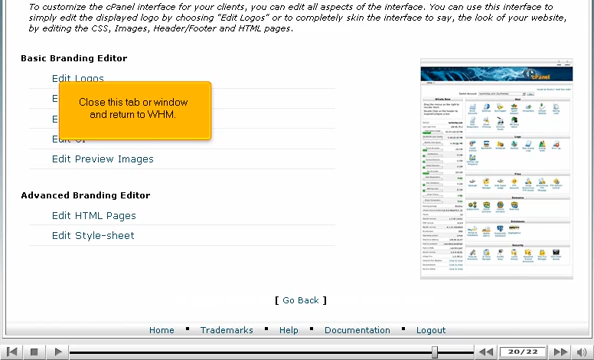 To customize the cPanel interface for your clients, you can edit all aspects of the interface. You can use this interface to
simply edit the displayed logo by choosing "Edit Logos" or to completely skin the interface to say, the look of your website,
by editing the CSS, Images, Header/Footer and HTML pages.
Basic Branding Editor
Edit Logos
Close this tab or window
and return to WHM.
Edit Preview Images
Advanced Branding Editor
Edit HTML Pages
Edit Style-sheet
cPanel
[ Go Back ]
Home ▪ Trademarks ▪ Help ▪ Documentation ▪ Logout
20/22